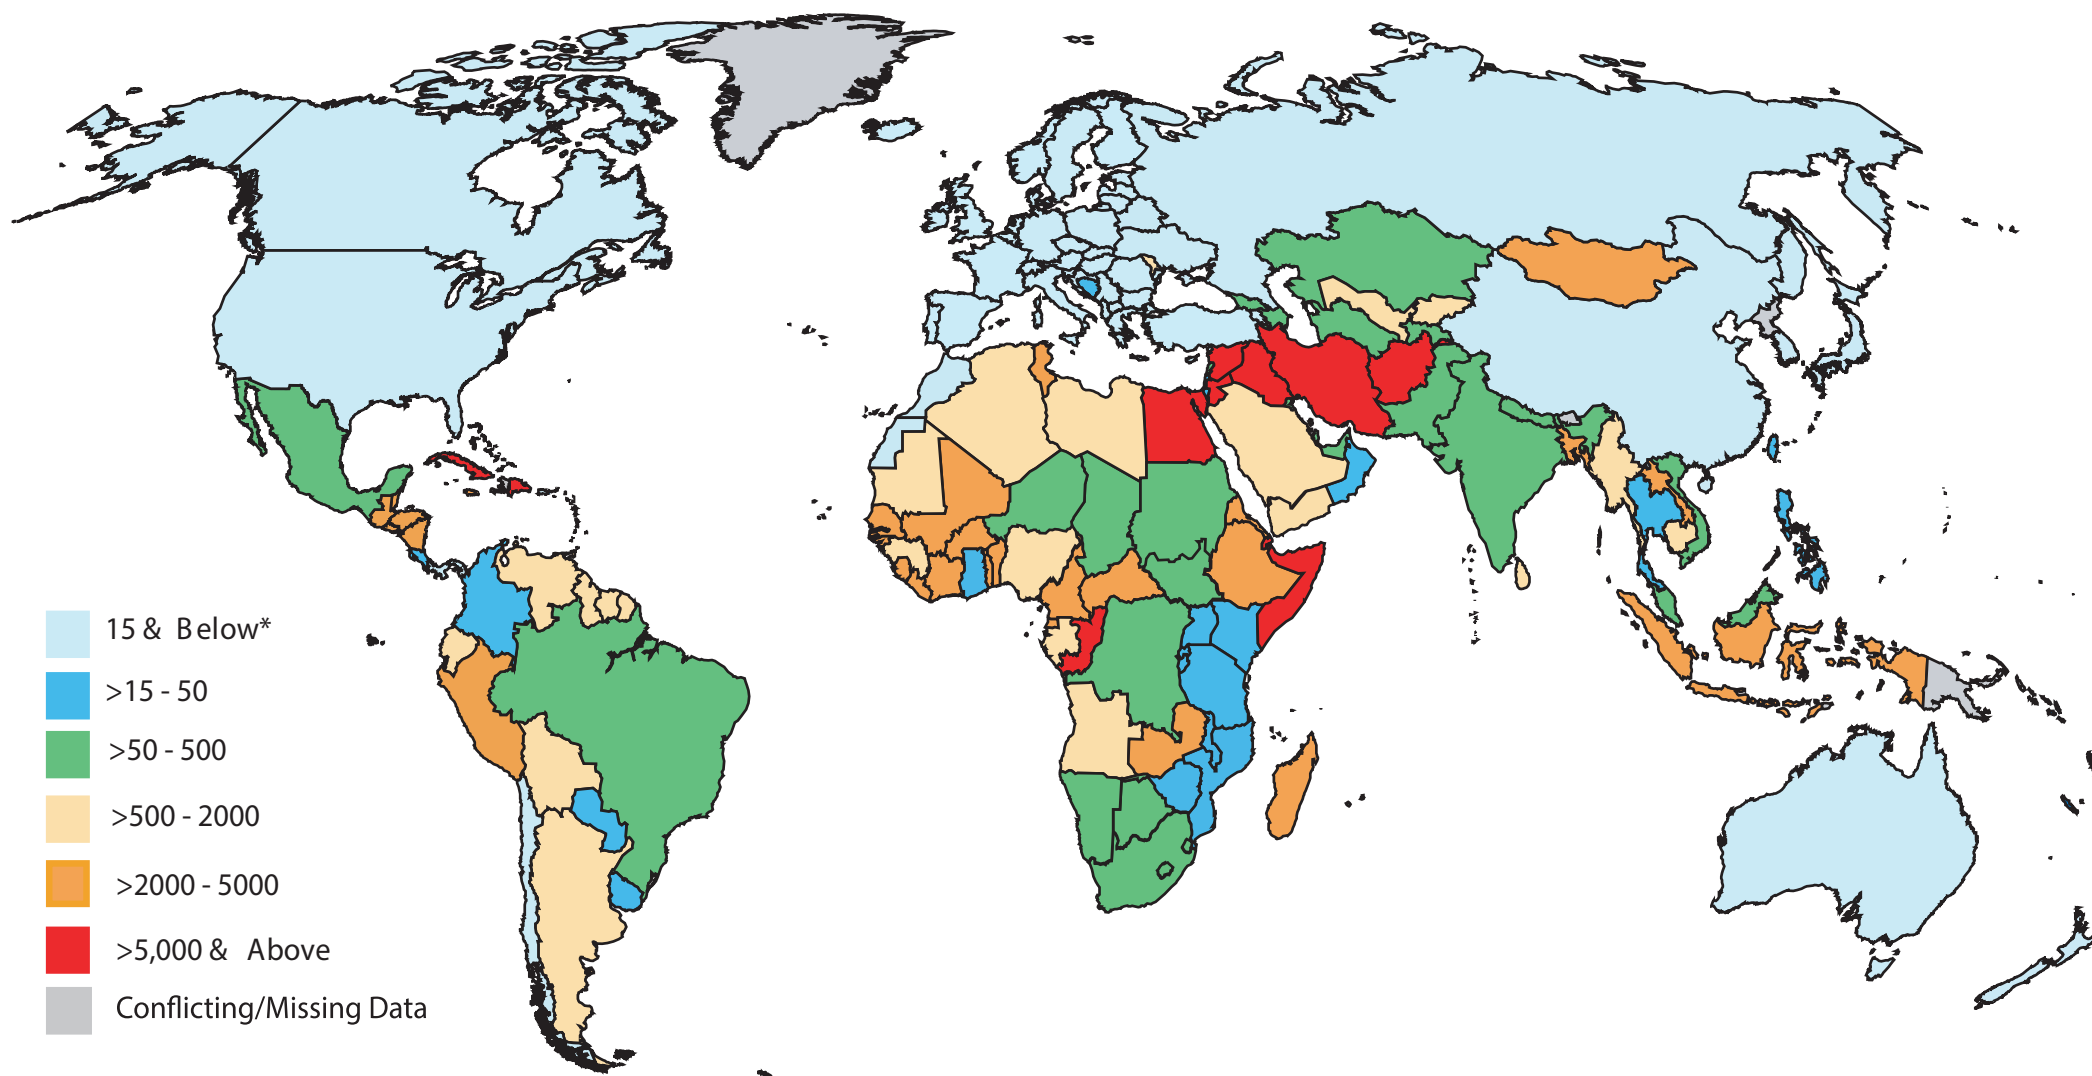 15 & Below*
>15 - 50
>50 - 500
>500 - 2000
>2000 - 5000
>5,000 & Above
Conflicting/Missing Data